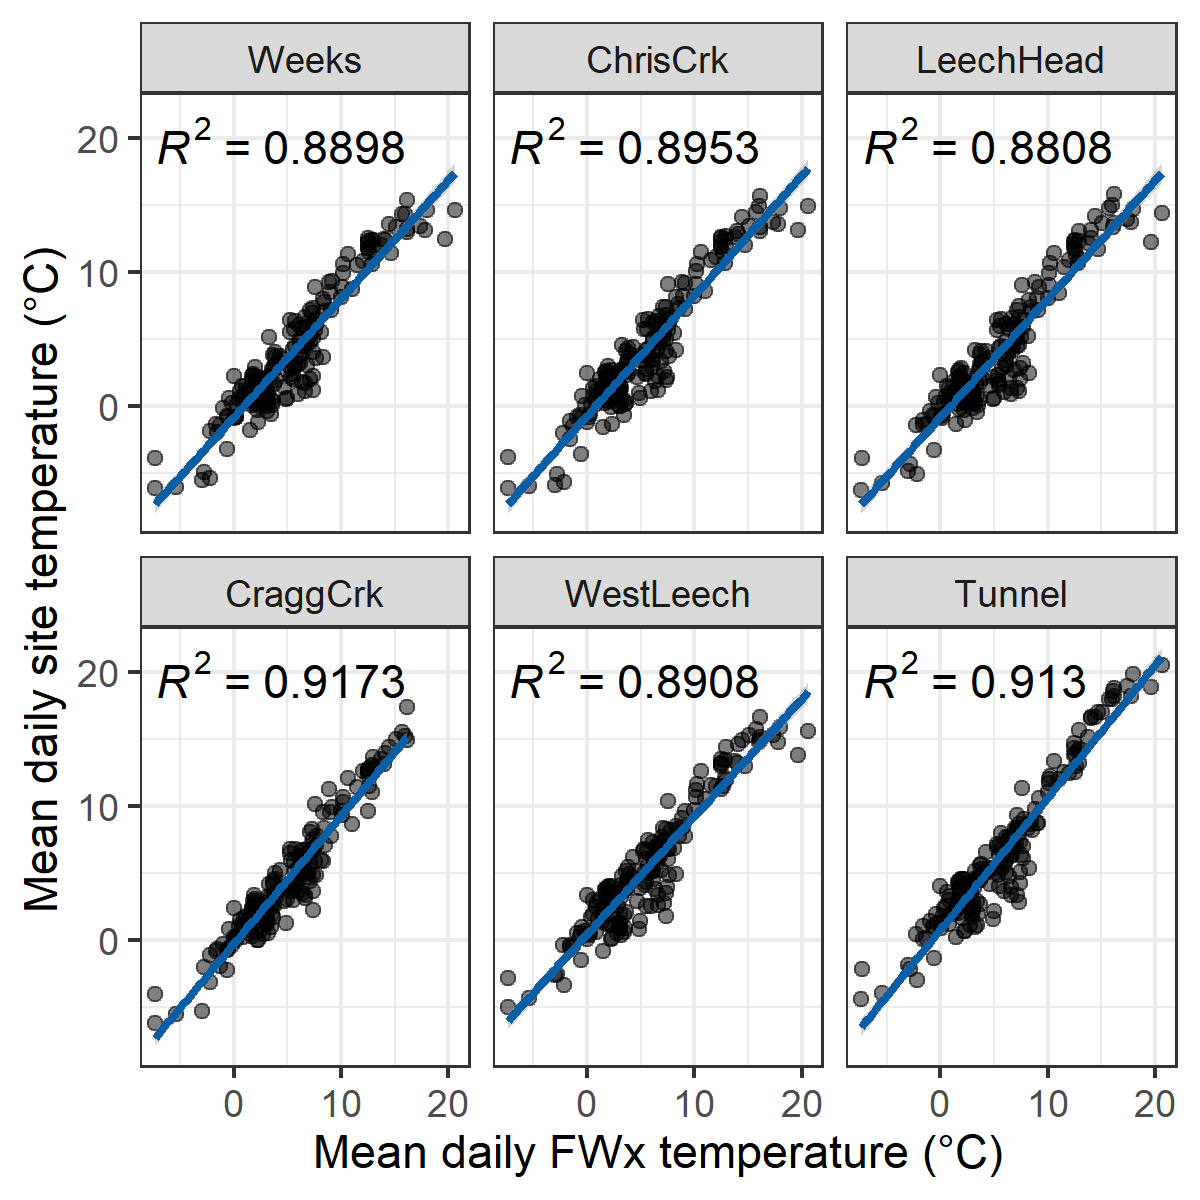 Weeks ChrisCrk LeechHead
R² = 0.8898 R² = 0.8953 R² = 0.8808
20
10
0
CraggCrk WestLeech Tunnel
R² = 0.9173 R² = 0.8908 R² = 0.913
20
10
0
0 10 20 0 10 20 0 10 20
Mean daily FWx temperature (°C)
Mean daily site temperature (°C)